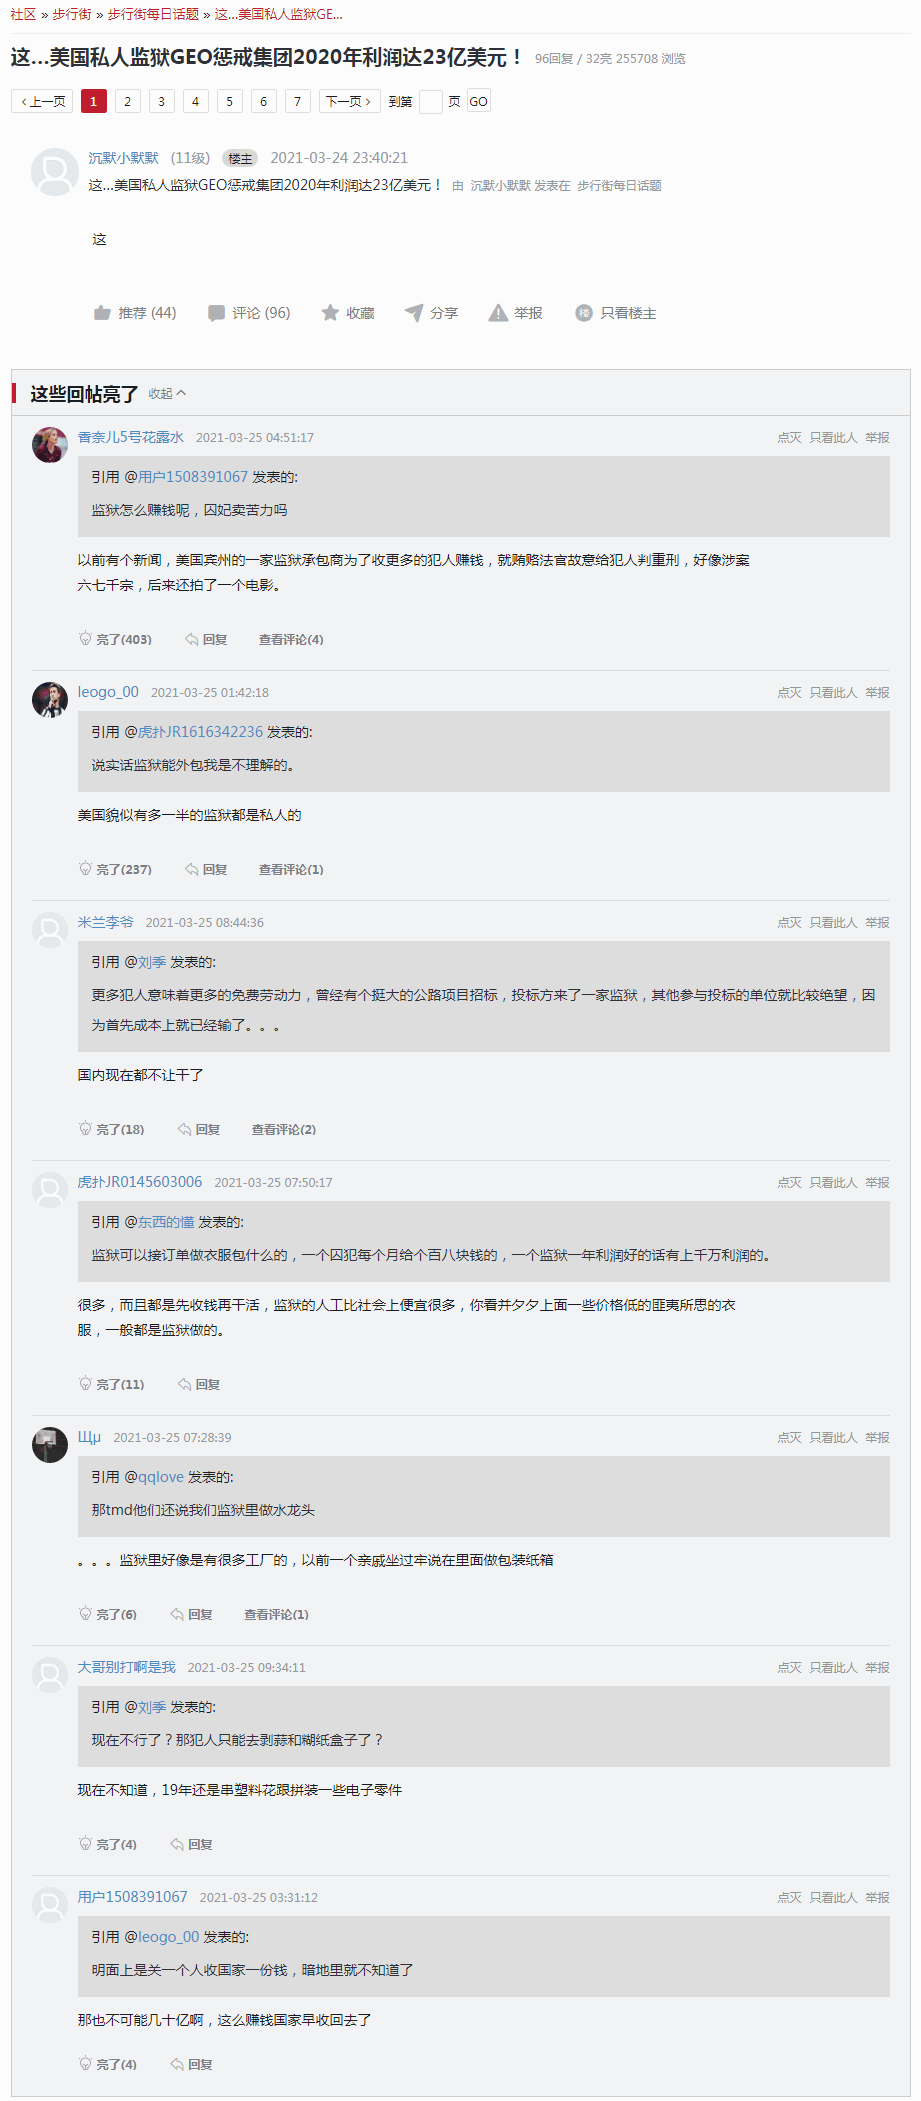 社区 » 步行街 » 步行街每日话题 » 这...美国私人监狱GE...
这...美国私人监狱GEO惩戒集团2020年利润达23亿美元！ 96回复 / 32亮 255708 浏览
‹ 上一页 1 2 3 4 5 6 7 下一页 › 到第 页 GO
沉默小默默 (11级) 楼主 2021-03-24 23:40:21
这...美国私人监狱GEO惩戒集团2020年利润达23亿美元！ 由 沉默小默默 发表在 步行街每日话题
这
推荐 (44) 评论 (96) 收藏 分享 举报 楼 只看楼主
这些回帖亮了 收起
香奈儿5号花露水 2021-03-25 04:51:17 点灭 只看此人 举报
引用 @用户1508391067 发表的:
监狱怎么赚钱呢，囚妃卖苦力吗
以前有个新闻，美国宾州的一家监狱承包商为了收更多的犯人赚钱，就贿赂法官故意给犯人判重刑，好像涉案
六七千宗，后来还拍了一个电影。
亮了(403) 回复 查看评论(4)
leogo_00 2021-03-25 01:42:18 点灭 只看此人 举报
引用 @虎扑JR1616342236 发表的:
说实话监狱能外包我是不理解的。
美国貌似有多一半的监狱都是私人的
亮了(237) 回复 查看评论(1)
米兰李爷 2021-03-25 08:44:36 点灭 只看此人 举报
引用 @刘季 发表的:
更多犯人意味着更多的免费劳动力，曾经有个挺大的公路项目招标，投标方来了一家监狱，其他参与投标的单位就比较绝望，因
为首先成本上就已经输了。。。
国内现在都不让干了
亮了(18) 回复 查看评论(2)
虎扑JR0145603006 2021-03-25 07:50:17 点灭 只看此人 举报
引用 @东西的懂 发表的:
监狱可以接订单做衣服包什么的，一个囚犯每个月给个百八块钱的，一个监狱一年利润好的话有上千万利润的。
很多，而且都是先收钱再干活，监狱的人工比社会上便宜很多，你看并夕夕上面一些价格低的匪夷所思的衣
服，一般都是监狱做的。
亮了(11) 回复
Щμ 2021-03-25 07:28:39 点灭 只看此人 举报
引用 @qqlove 发表的:
那tmd他们还说我们监狱里做水龙头
。。。监狱里好像是有很多工厂的，以前一个亲戚坐过牢说在里面做包装纸箱
亮了(6) 回复 查看评论(1)
大哥别打啊是我 2021-03-25 09:34:11 点灭 只看此人 举报
引用 @刘季 发表的:
现在不行了？那犯人只能去剥蒜和糊纸盒子了？
现在不知道，19年还是串塑料花跟拼装一些电子零件
亮了(4) 回复
用户1508391067 2021-03-25 03:31:12 点灭 只看此人 举报
引用 @leogo_00 发表的:
明面上是关一个人收国家一份钱，暗地里就不知道了
那也不可能几十亿啊，这么赚钱国家早收回去了
亮了(4) 回复